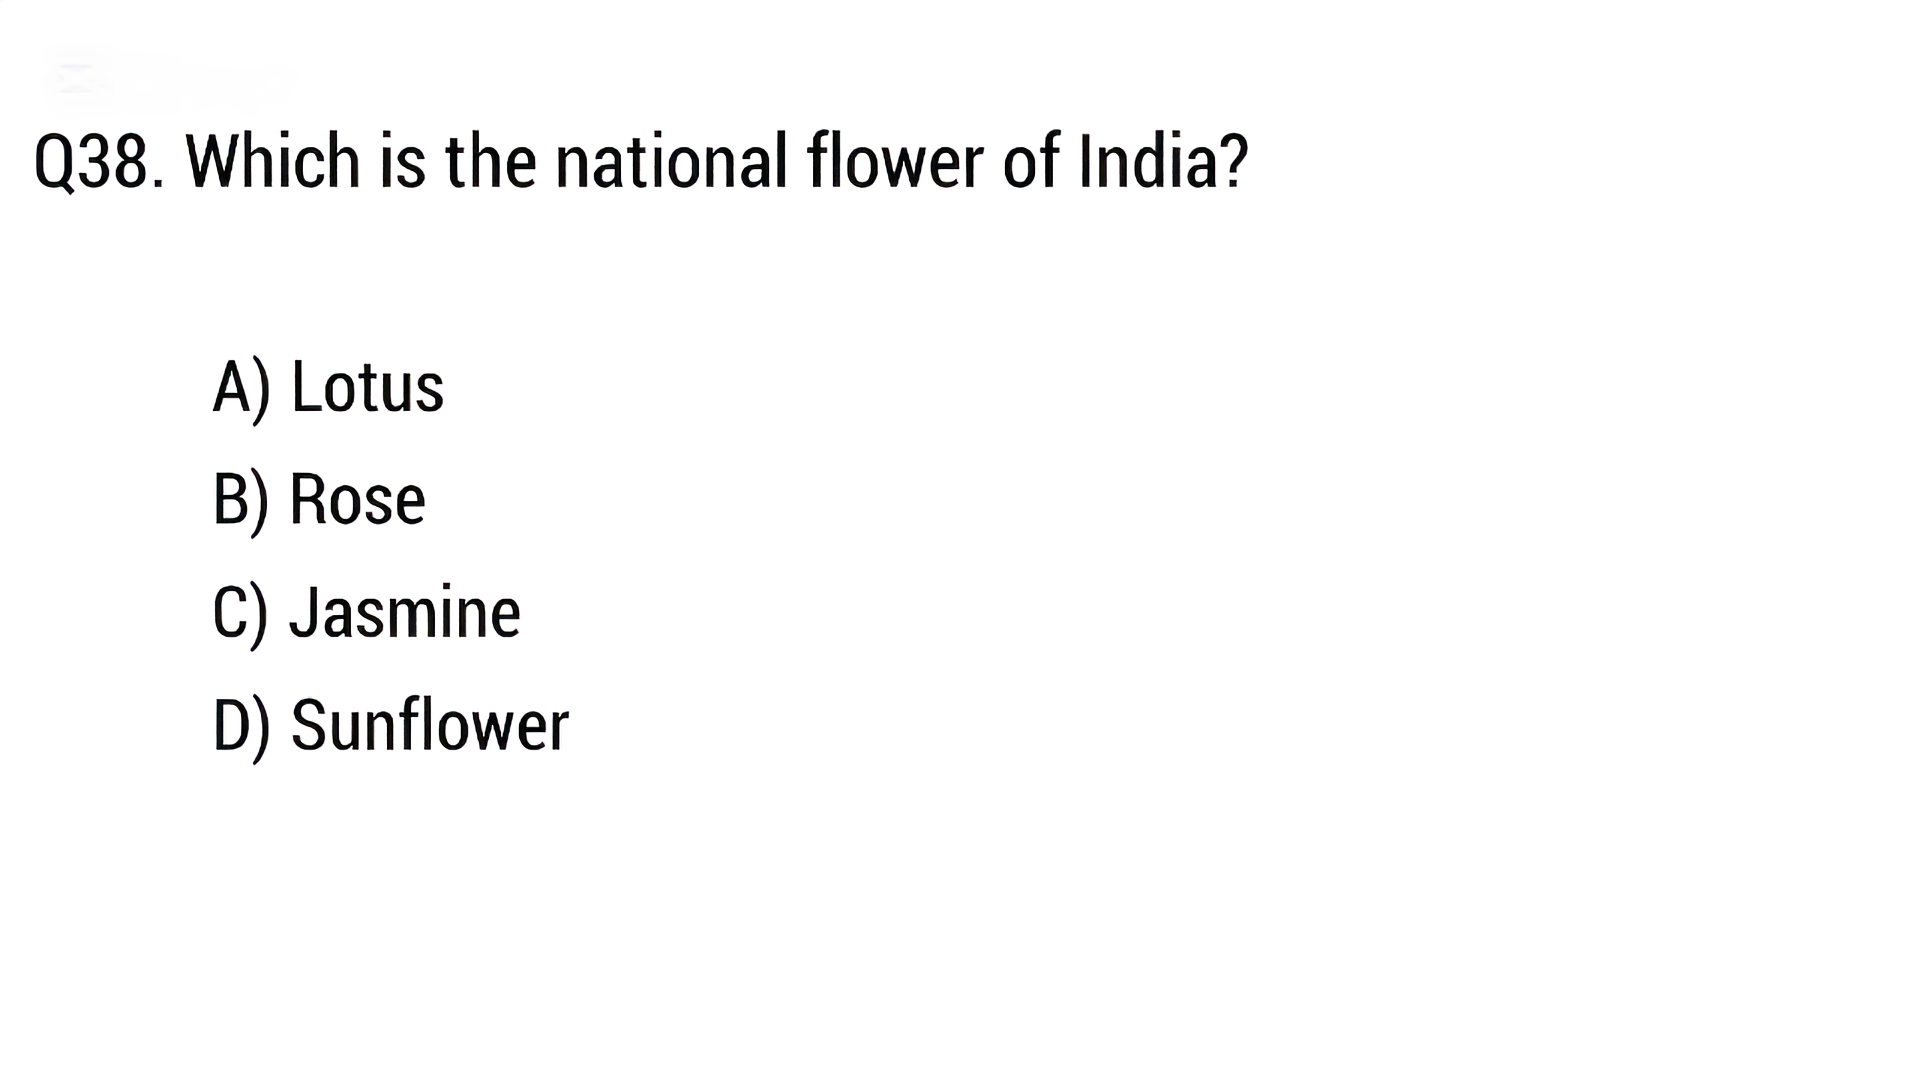 Q38. Which is the national flower of India?
A) Lotus
B) Rose
C) Jasmine
D) Sunflower